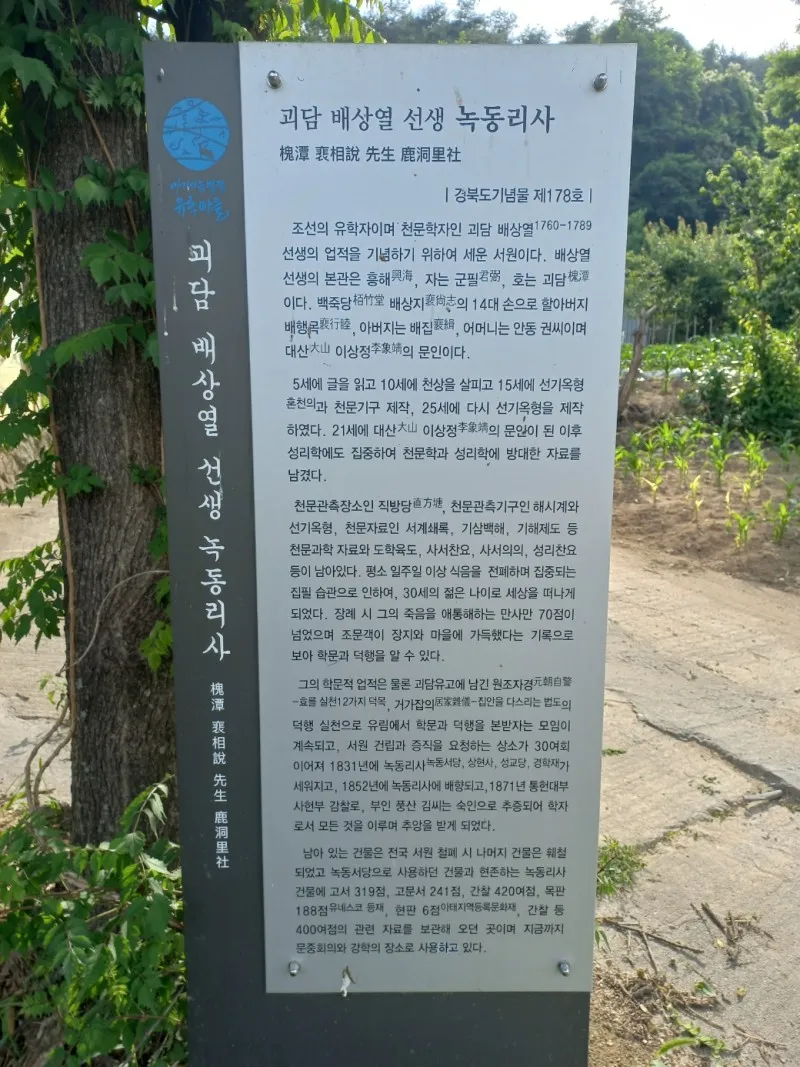 유학마을
괴담 배상열 선생 녹동리사
槐潭 裵相說 先生 鹿洞里社
괴담 배상열 선생 녹동리사
槐潭 裵相說 先生 鹿洞里社
| 경북도기념물 제178호 |
조선의 유학자이며 천문학자인 괴담 배상열1760-1789
선생의 업적을 기념하기 위하여 세운 서원이다. 배상열
선생의 본관은 흥해興海, 자는 군필君弼, 호는 괴담槐潭
이다. 백죽당栢竹堂 배상지裵尙志의 14대 손으로 할아버지
배행목裵行睦, 아버지는 배집裵緝, 어머니는 안동 권씨이며
대산大山 이상정李象靖의 문인이다.
5세에 글을 읽고 10세에 천상을 살피고 15세에 선기옥형
혼천의과 천문기구 제작, 25세에 다시 선기옥형을 제작
하였다. 21세에 대산大山 이상정李象靖의 문인이 된 이후
성리학에도 집중하여 천문학과 성리학에 방대한 자료를
남겼다.
천문관측장소인 직방당直方塘, 천문관측기구인 해시계와
선기옥형, 천문자료인 서계쇄록, 기삼백해, 기해제도 등
천문과학 자료와 도학육도, 사서찬요, 사서의의, 성리찬요
등이 남아있다. 평소 일주일 이상 식음을 전폐하며 집중되는
집필 습관으로 인하여, 30세의 젊은 나이로 세상을 떠나게
되었다. 장례 시 그의 죽음을 애통해하는 만사만 70점이
넘었으며 조문객이 장지와 마을에 가득했다는 기록으로
보아 학문과 덕행을 알 수 있다.
그의 학문적 업적은 물론 괴담유고에 남긴 원조자경元朝自警
-효를 실천12가지 덕목, 거가잡의居家雜儀-집안을 다스리는 법도의
덕행 실천으로 유림에서 학문과 덕행을 본받자는 모임이
계속되고, 서원 건립과 증직을 요청하는 상소가 30여회
이어져 1831년에 녹동리사녹동서당, 상현사, 성교당, 경학재가
세워지고, 1852년에 녹동리사에 배향되고,1871년 통헌대부
사헌부 감찰로, 부인 풍산 김씨는 숙인으로 추증되어 학자
로서 모든 것을 이루며 추앙을 받게 되었다.
남아 있는 건물은 전국 서원 철폐 시 나머지 건물은 훼철
되었고 녹동서당으로 사용하던 건물과 현존하는 녹동리사
건물에 고서 319점, 고문서 241점, 간찰 420여점, 목판
188점유네스코 등재, 현판 6점아태지역등록문화재, 간찰 등
400여점의 관련 자료를 보관해 오던 곳이며 지금까지
문중회의와 강학의 장소로 사용하고 있다.